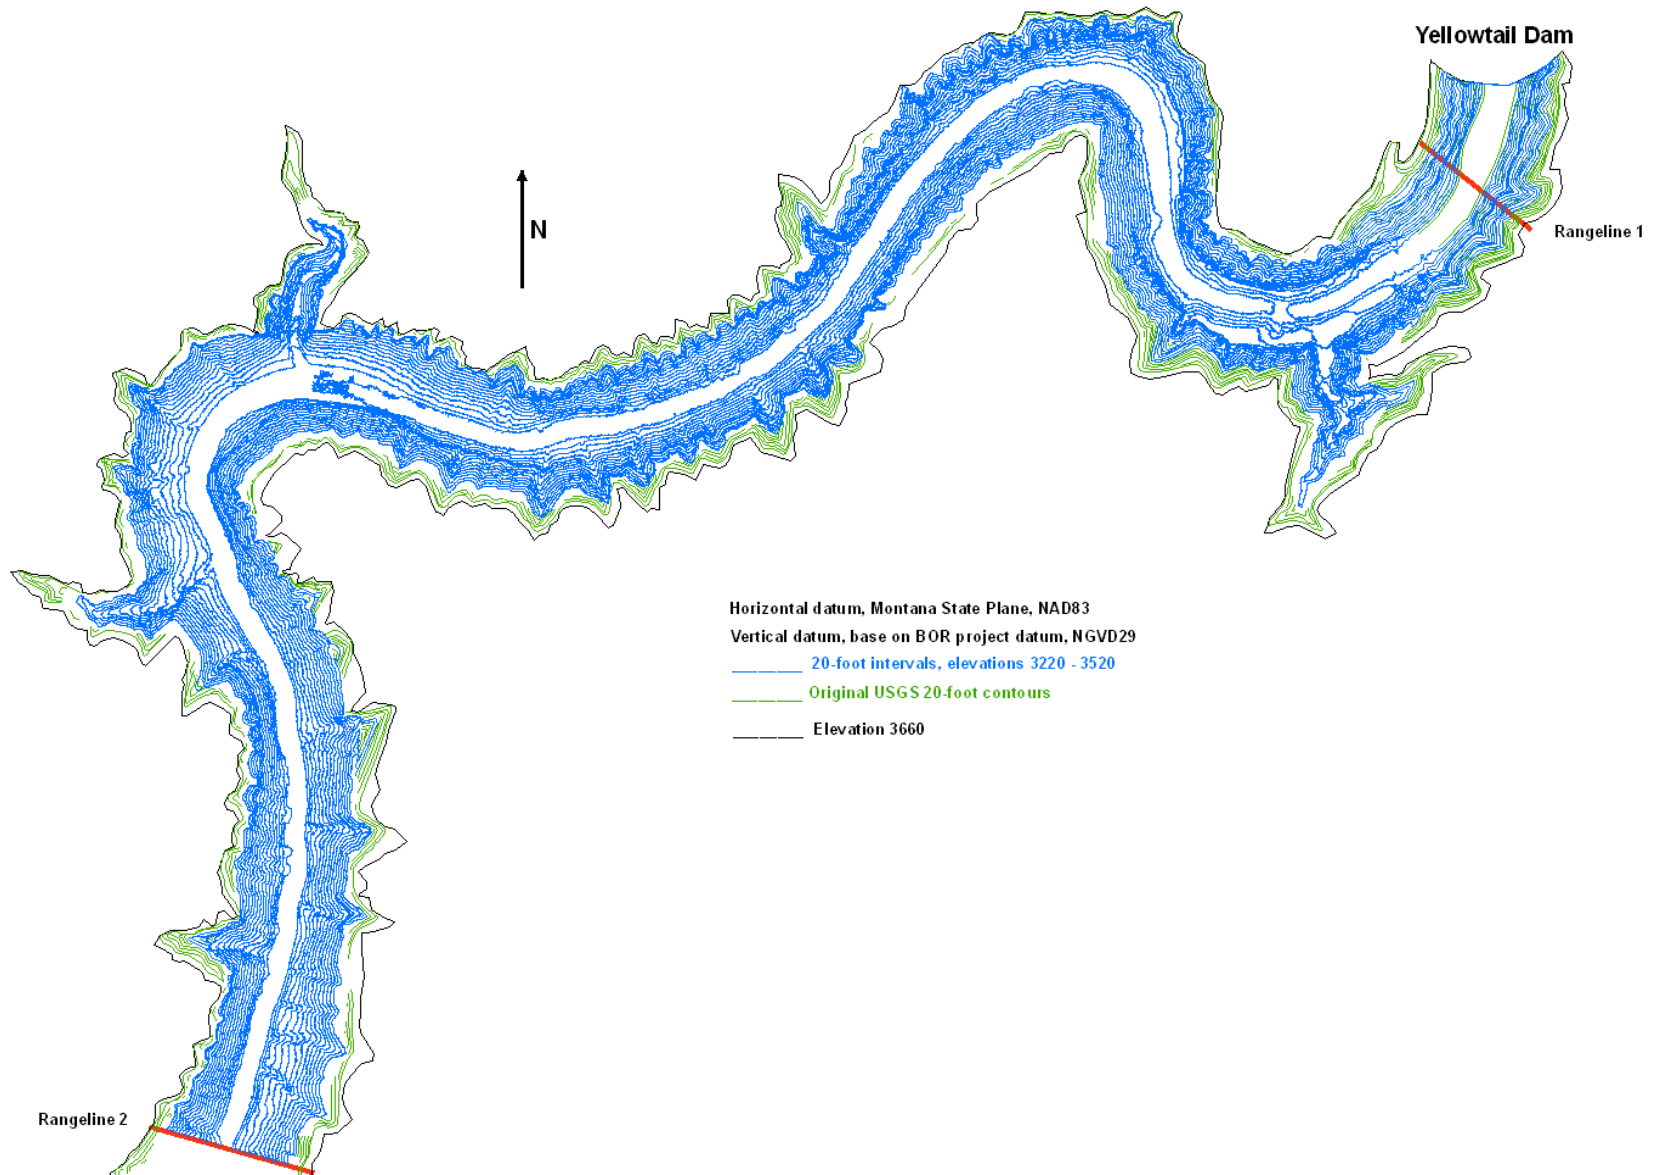 Yellowtail Dam
N
Rangeline 1
Horizontal datum, Montana State Plane, NAD83
Vertical datum, base on BOR project datum, NGVD29
20-foot intervals, elevations 3220 - 3520
Original USGS 20-foot contours
Elevation 3660
Rangeline 2